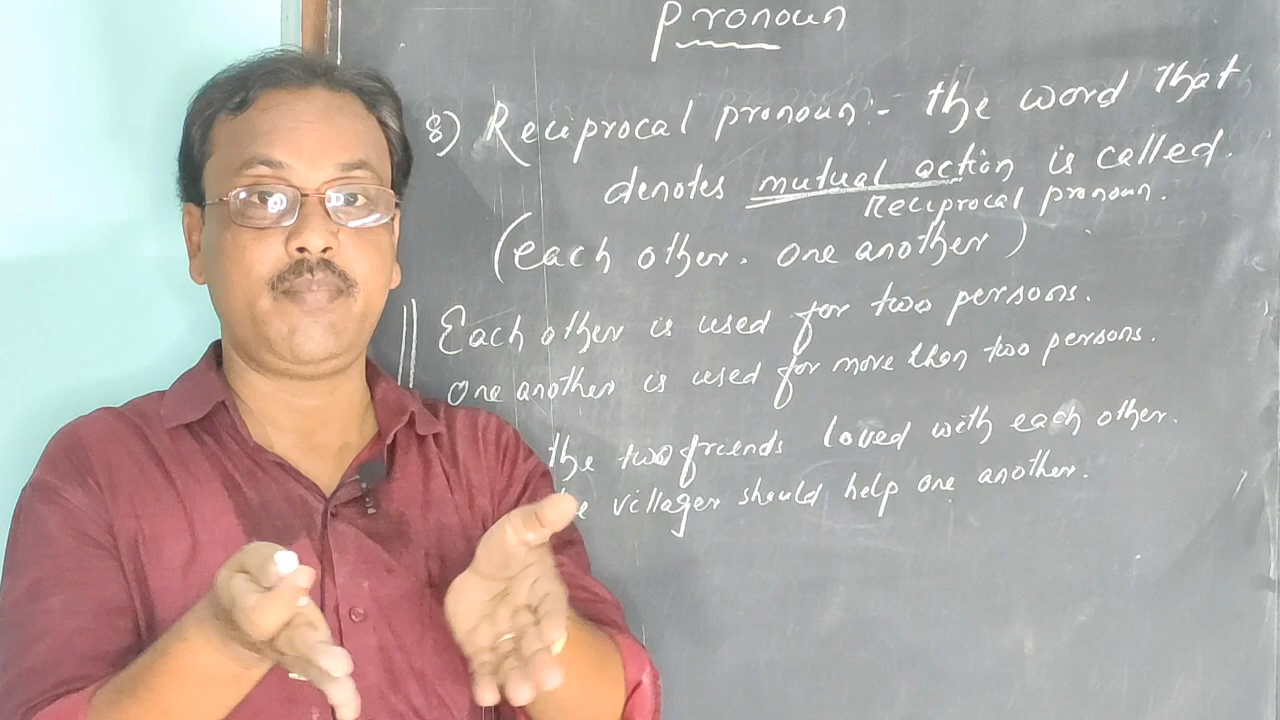 Pronoun
8) Reciprocal pronoun:- the word that
denotes mutual action is called.
Reciprocal pronoun.
(each other. one another)
Each other is used for two persons.
One another is used for more than two persons.
the two friends loved with each other.
villager should help one another.